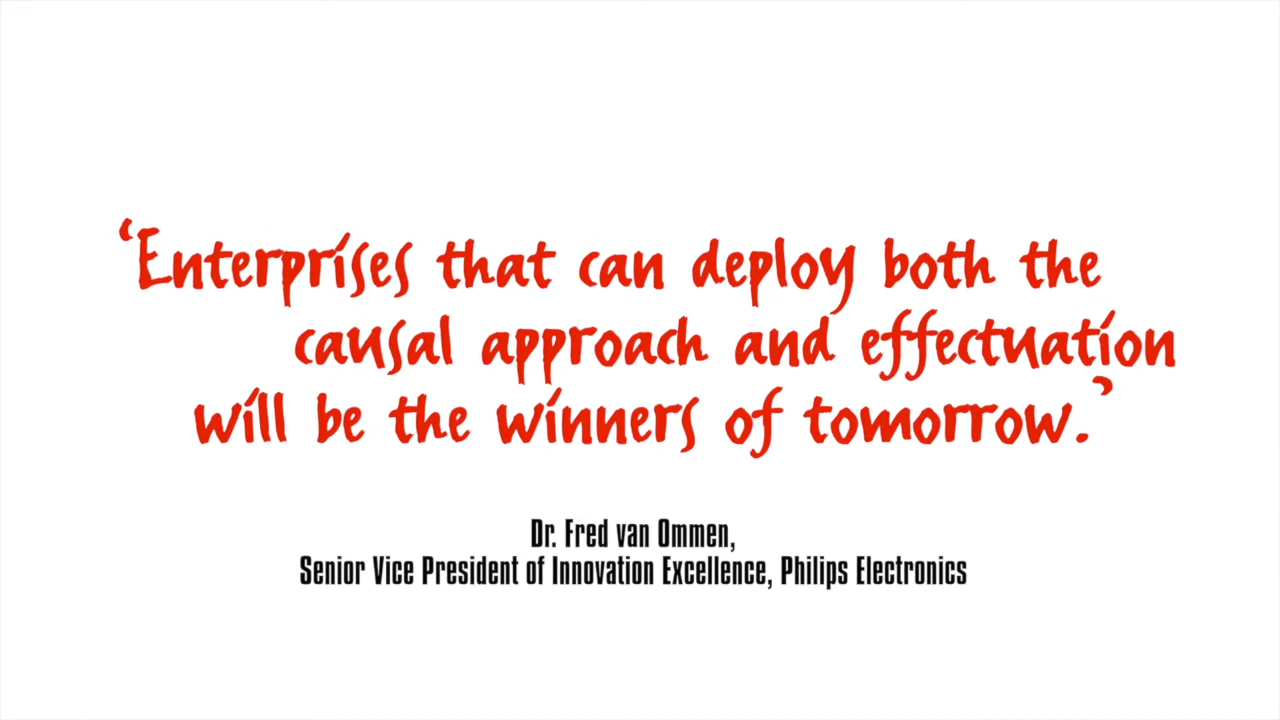 ‘Enterprises that can deploy both the
causal approach and effectuation
will be the winners of tomorrow.’
Dr. Fred van Ommen,
Senior Vice President of Innovation Excellence, Philips Electronics